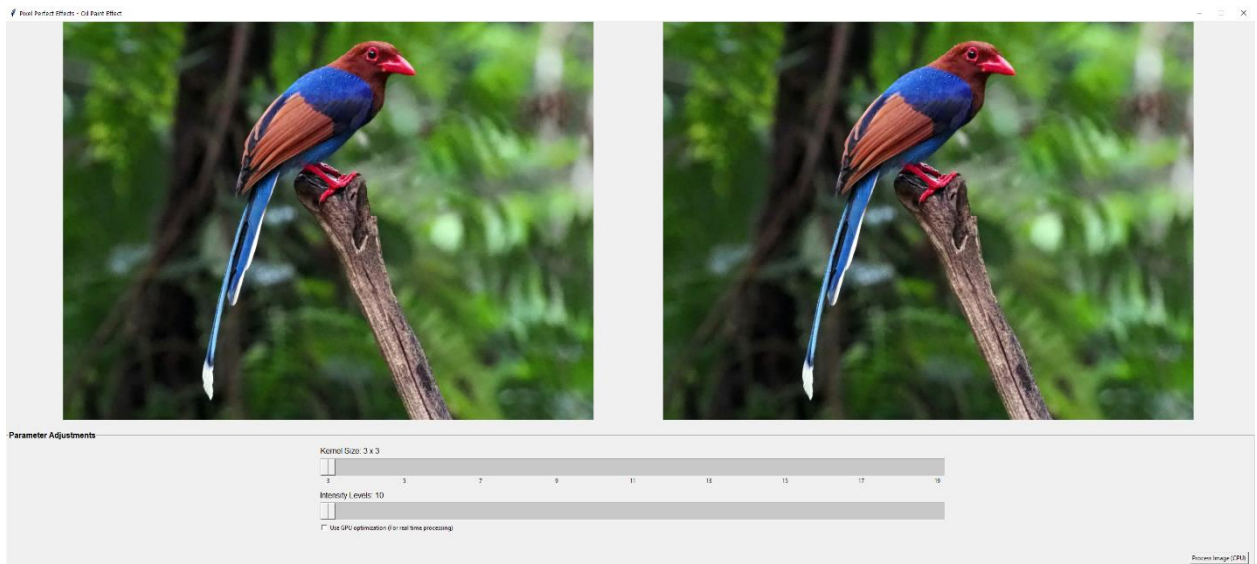 Pixel Perfect Effects - Oil Paint Effect
Parameter Adjustments
Kernel Size: 3 x 3
3 5 7 9 11 13 15 17 19
Intensity Levels: 10
Use GPU optimization (For real time processing)
Process Image (CPU)